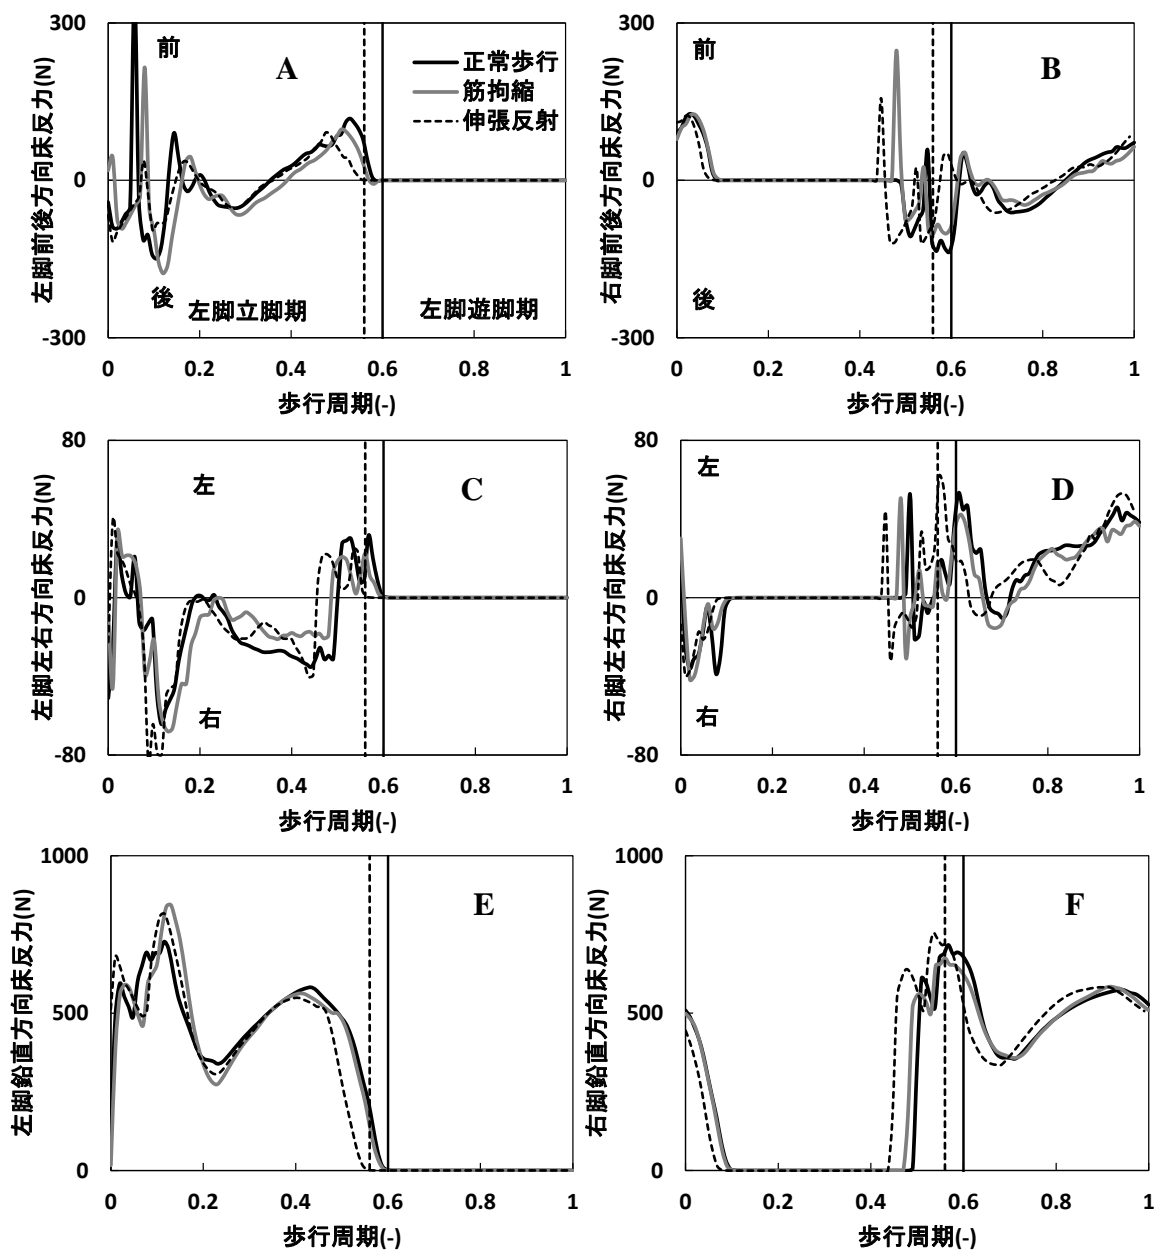 300
0
-300
左脚前後方向床反力(N)
前
A
正常歩行
筋拘縮
伸張反射
後
左脚立脚期
左脚遊脚期
0 0.2 0.4 0.6 0.8 1
歩行周期(-)
300
0
-300
右脚前後方向床反力(N)
前
B
後
0 0.2 0.4 0.6 0.8 1
歩行周期(-)
80
0
-80
左脚左右方向床反力(N)
左
C
右
0 0.2 0.4 0.6 0.8 1
歩行周期(-)
80
0
-80
右脚左右方向床反力(N)
左
D
右
0 0.2 0.4 0.6 0.8 1
歩行周期(-)
1000
500
0
左脚鉛直方向床反力(N)
E
0 0.2 0.4 0.6 0.8 1
歩行周期(-)
1000
500
0
右脚鉛直方向床反力(N)
F
0 0.2 0.4 0.6 0.8 1
歩行周期(-)